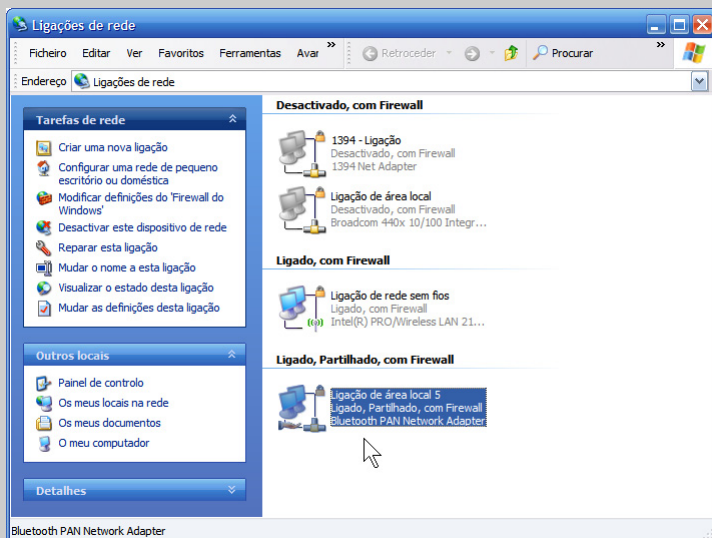 Ligações de rede
Ficheiro Editar Ver Favoritos Ferramentas Avar » Retroceder Procurar »
Endereço Ligações de rede
Tarefas de rede
Criar uma nova ligação
Configurar uma rede de pequeno
escritório ou doméstica
Modificar definições do 'Firewall do
Windows'
Desactivar este dispositivo de rede
Reparar esta ligação
Mudar o nome a esta ligação
Visualizar o estado desta ligação
Mudar as definições desta ligação
Outros locais
Painel de controlo
Os meus locais na rede
Os meus documentos
O meu computador
Detalhes
Desactivado, com Firewall
1394 - Ligação
Desactivado, com Firewall
1394 Net Adapter
Ligação de área local
Desactivado, com Firewall
Broadcom 440x 10/100 Integr...
Ligado, com Firewall
Ligação de rede sem fios
Ligado, com Firewall
Intel(R) PRO/Wireless LAN 21...
Ligado, Partilhado, com Firewall
Ligação de área local 5
Ligado, Partilhado, com Firewall
Bluetooth PAN Network Adapter
Bluetooth PAN Network Adapter